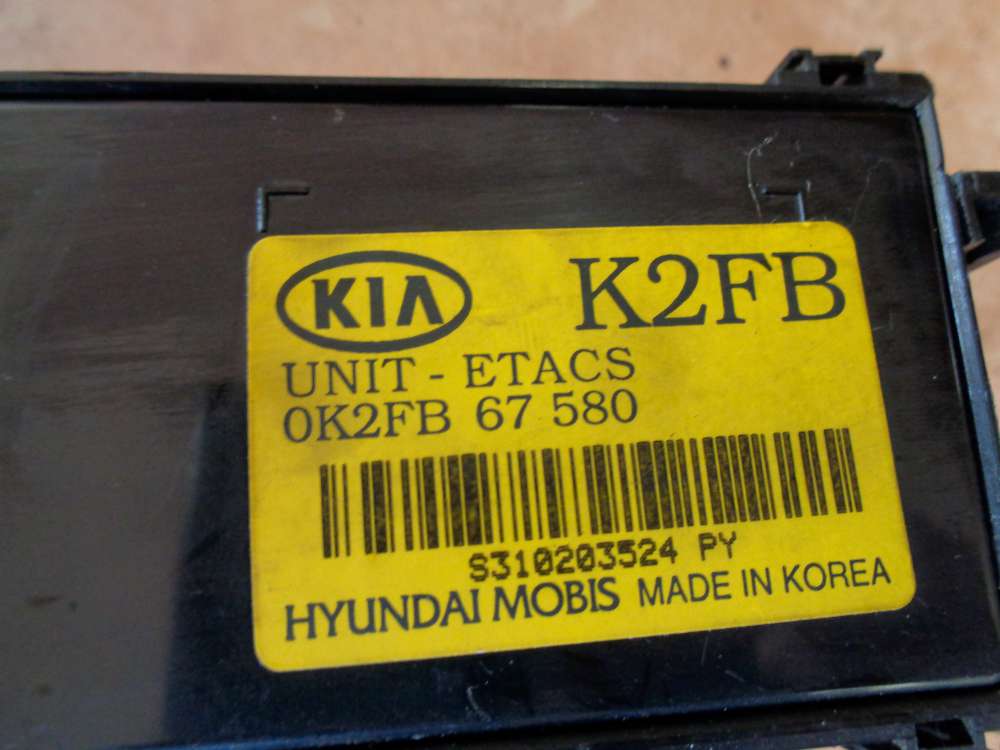 KIA K2FB
UNIT - ETACS
0K2FB 67 580
S310203524 PY
HYUNDAI MOBIS MADE IN KOREA